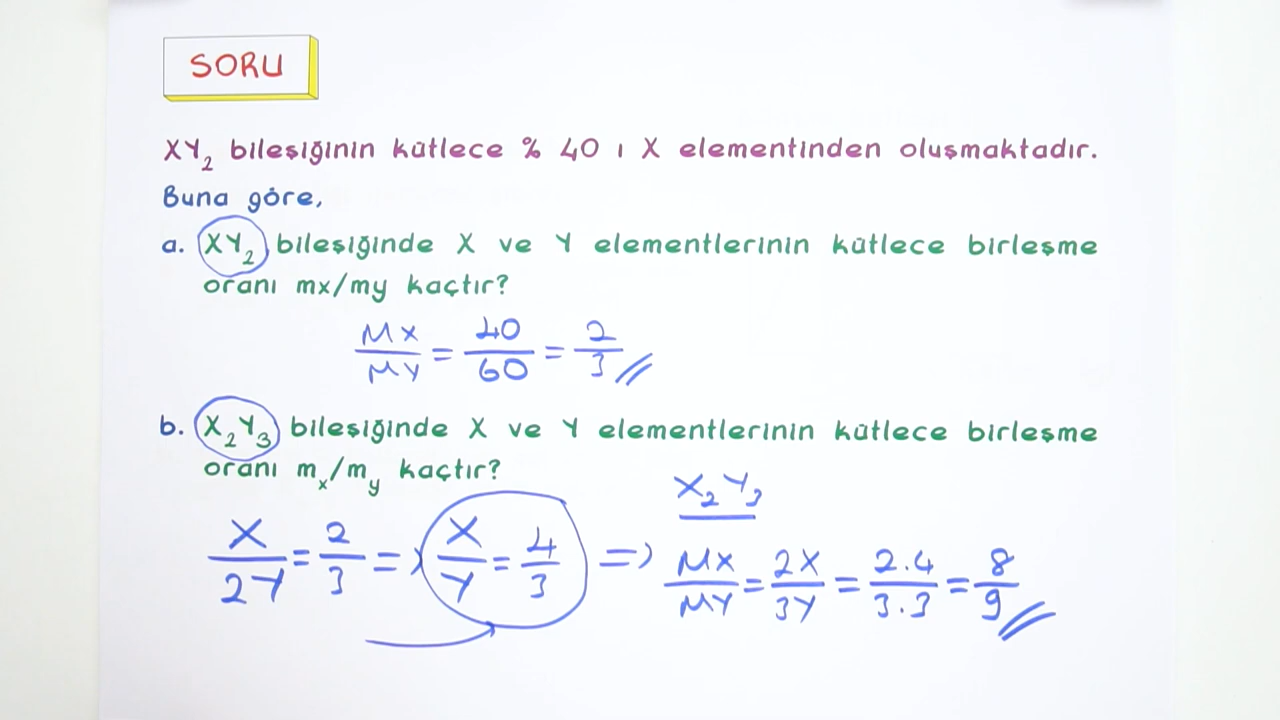 SORU
XY₂ bileşiğinin kütlece % 40 ı X elementinden oluşmaktadır.
Buna göre,
a. XY₂ bileşiğinde X ve Y elementlerinin kütlece birleşme
oranı mx/my kaçtır?
MX/MY = 40/60 = 2/3
b. X₂Y₃ bileşiğinde X ve Y elementlerinin kütlece birleşme
oranı mₓ/m_y kaçtır?
X₂Y₃
X/2Y = 2/3 => X/Y = 4/3 => MX/MY = 2X/3Y = 2.4/3.3 = 8/9